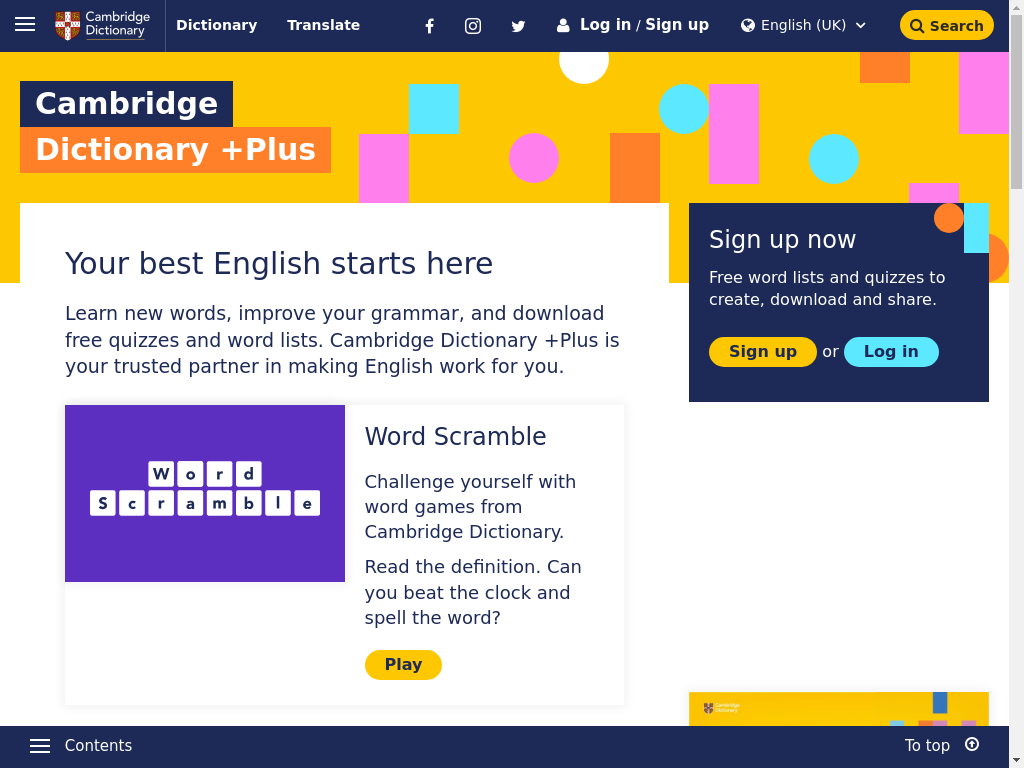 Cambridge
Dictionary
Dictionary
Translate
Log in / Sign up
English (UK)
Search
Cambridge
Dictionary +Plus
Your best English starts here
Learn new words, improve your grammar, and download
free quizzes and word lists. Cambridge Dictionary +Plus is
your trusted partner in making English work for you.
Word
Scramble
Word Scramble
Challenge yourself with
word games from
Cambridge Dictionary.
Read the definition. Can
you beat the clock and
spell the word?
Play
Sign up now
Free word lists and quizzes to
create, download and share.
Sign up or Log in
Cambridge
Dictionary
Contents
To top